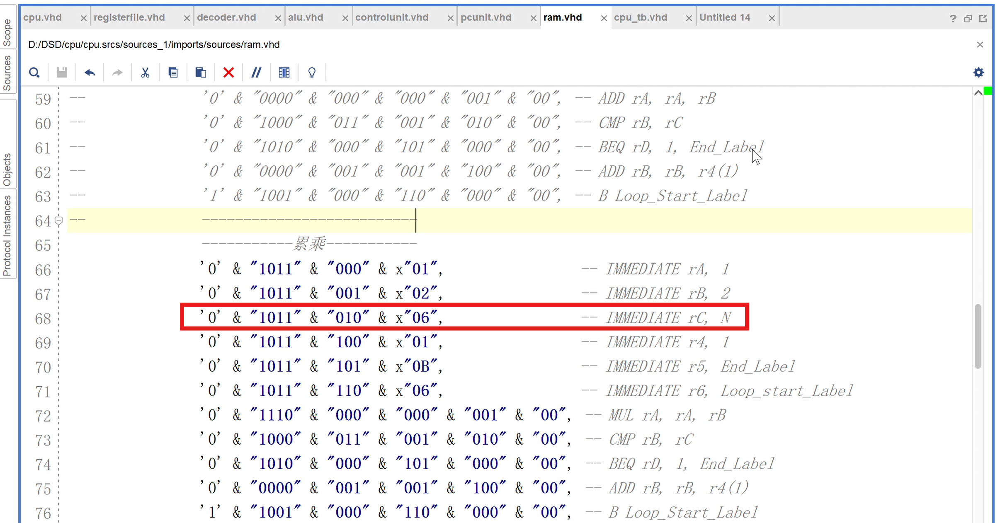 cpu.vhd × registerfile.vhd × decoder.vhd × alu.vhd × controlunit.vhd × pcunit.vhd × ram.vhd × cpu_tb.vhd × Untitled 14 × ?
D:/DSD/cpu/cpu.srcs/sources_1/imports/sources/ram.vhd ×
Scope
Sources
Objects
Protocol Instances
59 -- '0' & "0000" & "000" & "000" & "001" & "00", -- ADD rA, rA, rB
60 -- '0' & "1000" & "011" & "001" & "010" & "00", -- CMP rB, rC
61 -- '0' & "1010" & "000" & "101" & "000" & "00", -- BEQ rD, 1, End_Label
62 -- '0' & "0000" & "001" & "001" & "100" & "00", -- ADD rB, rB, r4(1)
63 -- '1' & "1001" & "000" & "110" & "000" & "00", -- B Loop_Start_Label
64 -- --------------------------
65 -----------累乘-----------
66 '0' & "1011" & "000" & x"01", -- IMMEDIATE rA, 1
67 '0' & "1011" & "001" & x"02", -- IMMEDIATE rB, 2
68 '0' & "1011" & "010" & x"06", -- IMMEDIATE rC, N
69 '0' & "1011" & "100" & x"01", -- IMMEDIATE r4, 1
70 '0' & "1011" & "101" & x"0B", -- IMMEDIATE r5, End_Label
71 '0' & "1011" & "110" & x"06", -- IMMEDIATE r6, Loop_start_Label
72 '0' & "1110" & "000" & "000" & "001" & "00", -- MUL rA, rA, rB
73 '0' & "1000" & "011" & "001" & "010" & "00", -- CMP rB, rC
74 '0' & "1010" & "000" & "101" & "000" & "00", -- BEQ rD, 1, End_Label
75 '0' & "0000" & "001" & "001" & "100" & "00", -- ADD rB, rB, r4(1)
76 '1' & "1001" & "000" & "110" & "000" & "00", -- B Loop_Start_Label